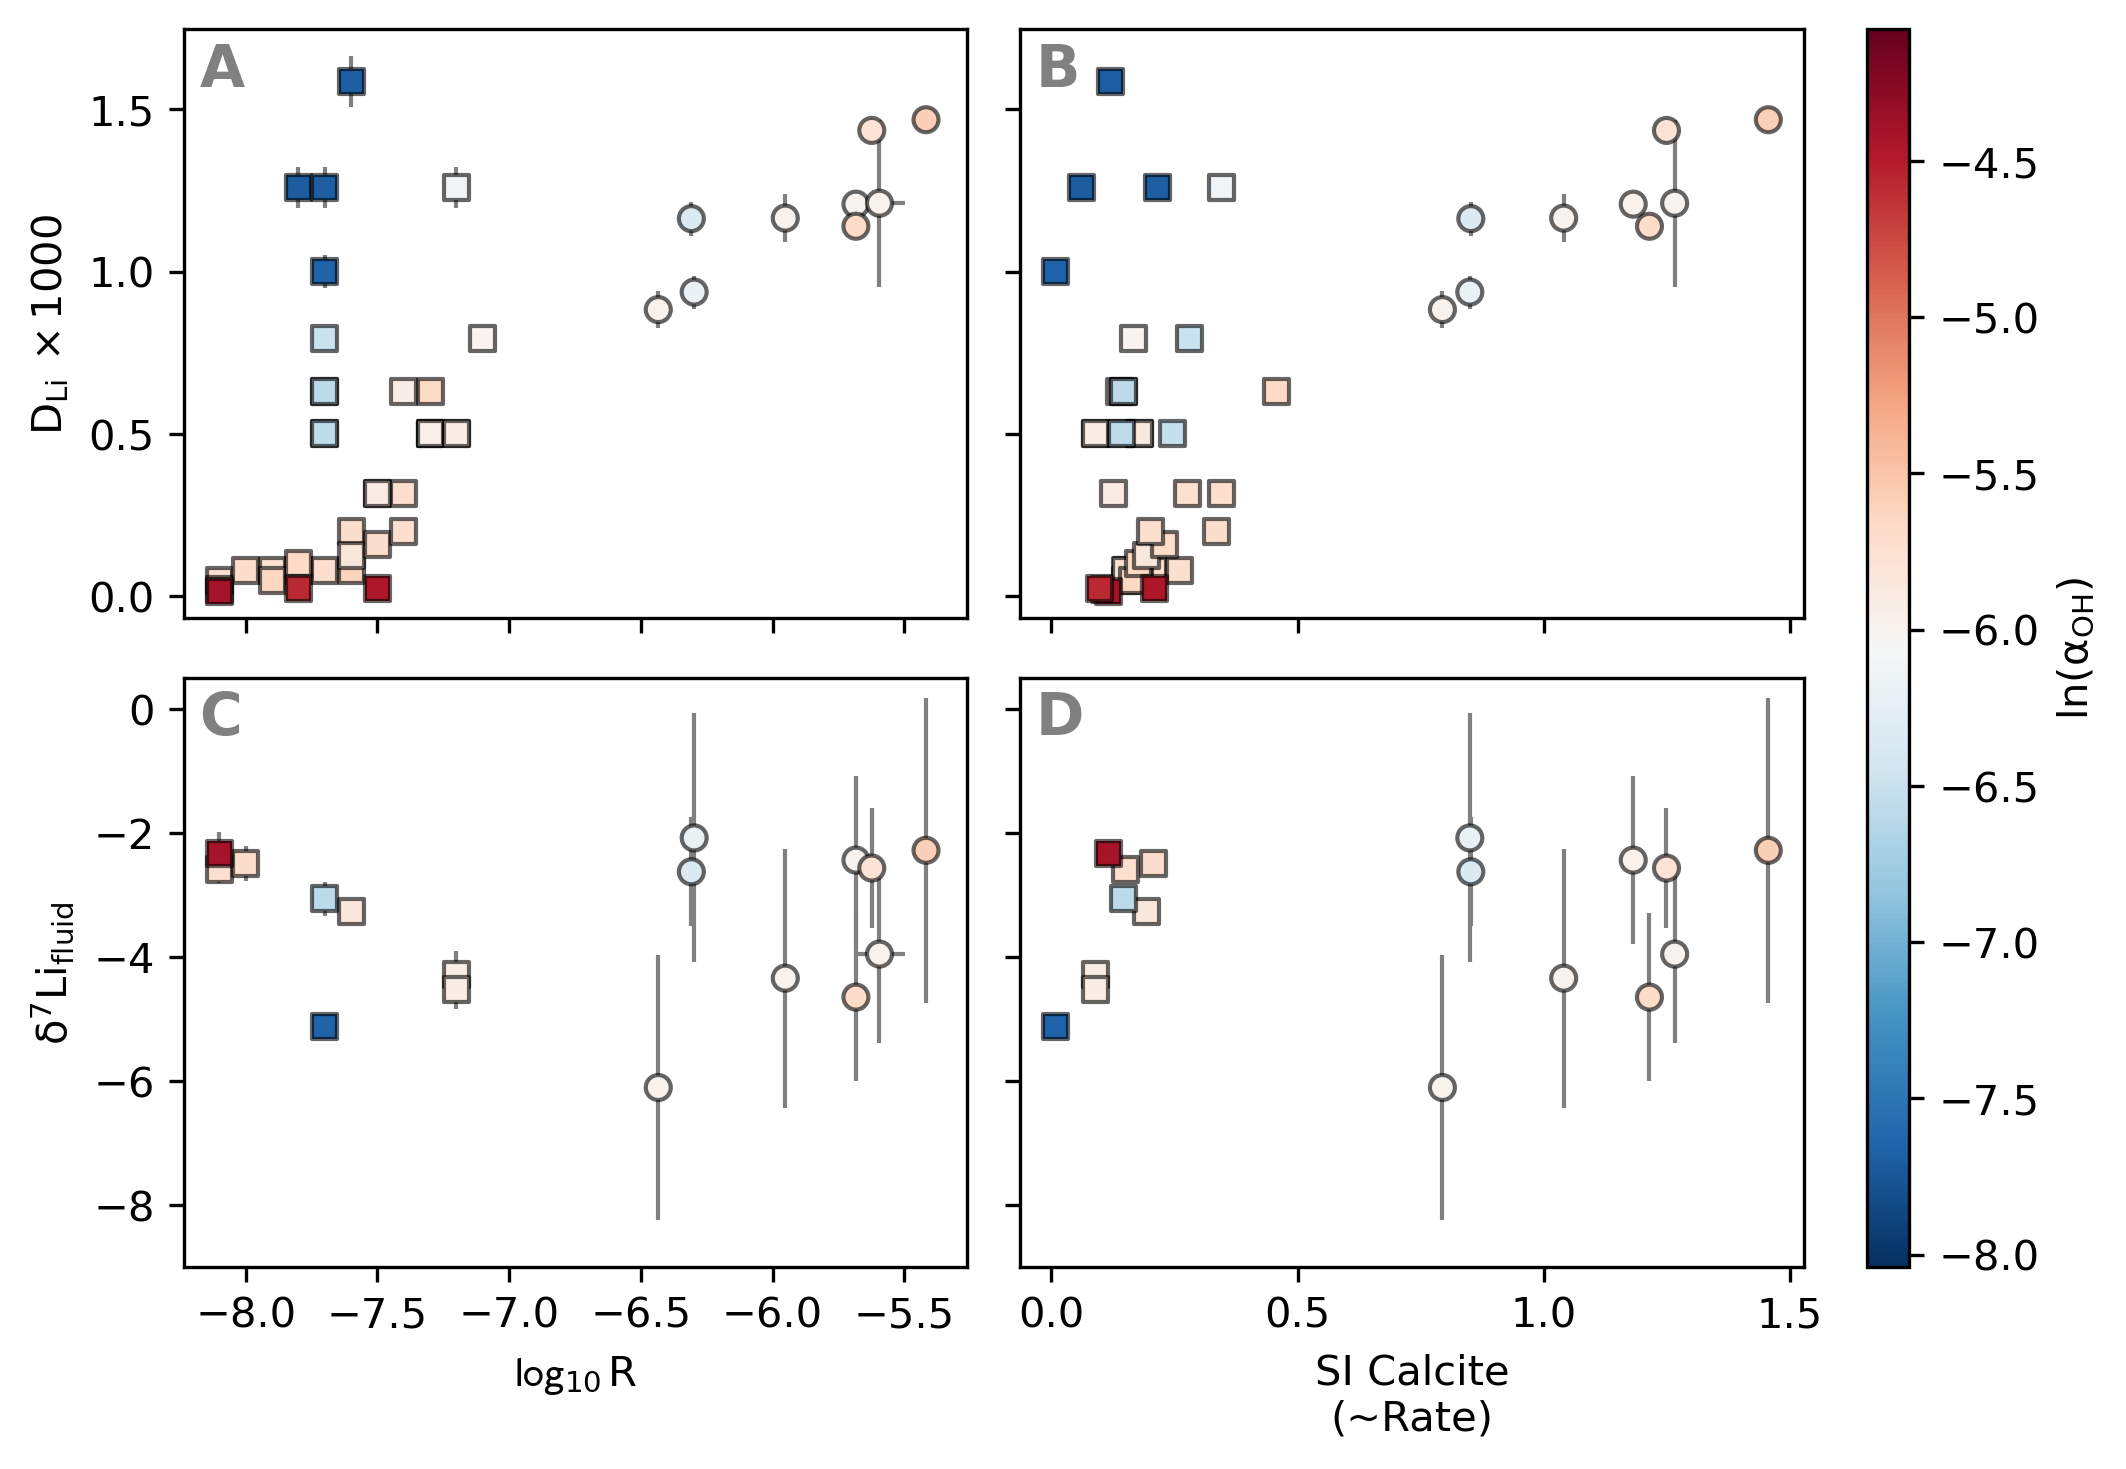 A
B
1.5
1.0
0.5
0.0
D_Li × 1000
C
D
0
−2
−4
−6
−8
δ⁷Li_fluid
−8.0 −7.5 −7.0 −6.5 −6.0 −5.5
log₁₀ R
0.0 0.5 1.0 1.5
SI Calcite
(~Rate)
−4.5
−5.0
−5.5
−6.0
−6.5
−7.0
−7.5
−8.0
ln(α_OH)